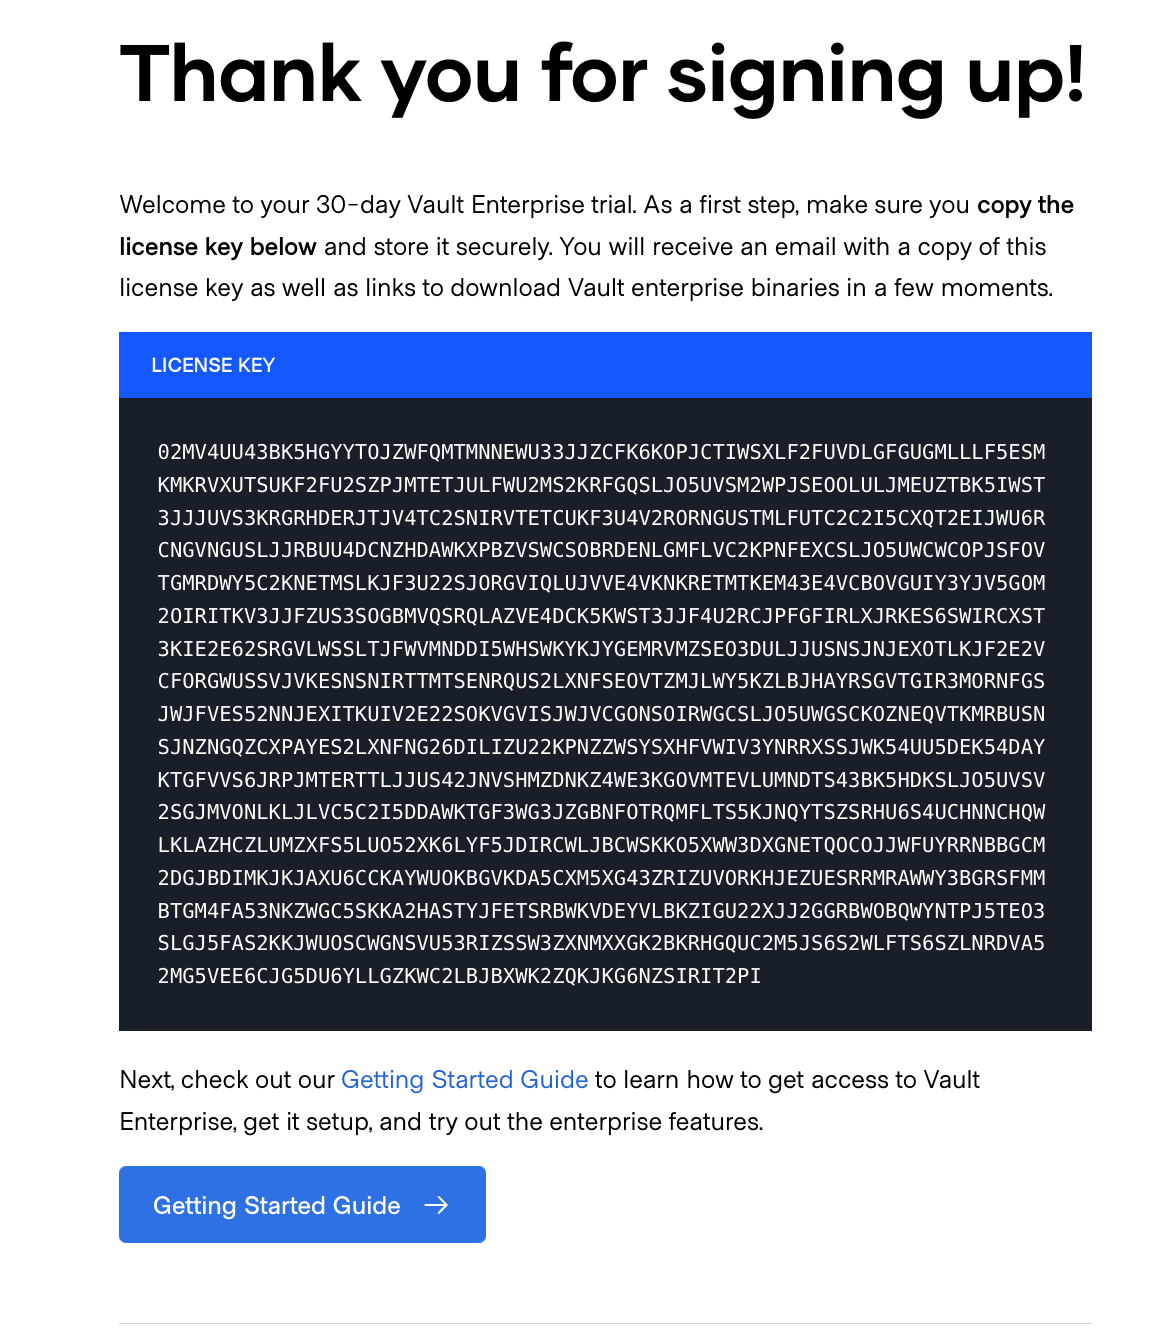 Thank you for signing up!
Welcome to your 30-day Vault Enterprise trial. As a first step, make sure you copy the
license key below and store it securely. You will receive an email with a copy of this
license key as well as links to download Vault enterprise binaries in a few moments.
LICENSE KEY
02MV4UU43BK5HGYYTOJZWFQMTMNNEWU33JJZCFK6KOPJCTIWSXLF2FUVDLGFGUGMLLLF5ESM
KMKRVXUTSUKF2FU2SZPJMTETJULFWU2MS2KRFGQSLJO5UVSM2WPJSEOOLULJMEUZTBK5IWST
3JJJUVS3KRGRHDERJTJV4TC2SNIRVTETCUKF3U4V2RORNGUSTMLFUTC2C2I5CXQT2EIJWU6R
CNGVNGUSLJJRBUU4DCNZHDAWKXPBZVSWCSOBRDENLGMFLVC2KPNFEXCSLJO5UWCWCOPJSFOV
TGMRDWY5C2KNETMSLKJF3U22SJORGVIQLUJVVE4VKNKRETMTKEM43E4VCBOVGUIY3YJV5GOM
2OIRITKV3JJFZUS3SOGBMVQSRQLAZVE4DCK5KWST3JJF4U2RCJPFGFIRLXJRKES6SWIRCXST
3KIE2E62SRGVLWSSLTJFWVMNDDI5WHSWKYKJYGEMRVMZSEO3DULJJUSNSJNJEXOTLKJF2E2V
CFORGWUSSVJVKESNSNIRTTMTSENRQUS2LXNFSEOVTZMJLWY5KZLBJHAYRSGVTGIR3MORNFGS
JWJFVES52NNJEXITKUIV2E22SOKVGVISJWJVCGONSOIRWGCSLJO5UWGSCKOZNEQVTKMRBUSN
SJNZNGQZCXPAYES2LXNFNG26DILIZU22KPNZZWSYSXHFVWIV3YNRRXSSJWK54UU5DEK54DAY
KTGFVVS6JRPJMTERTTLJJUS42JNVSHMZDNKZ4WE3KGOVMTEVLUMNDTS43BK5HDKSLJO5UVSV
2SGJMVONLKLJLVC5C2I5DDAWKTGF3WG3JZGBNFOTRQMFLTS5KJNQYTSZSRHU6S4UCHNNCHQW
LKLAZHCZLUMZXFS5LUO52XK6LYF5JDIRCWLJBCWSKKO5XWW3DXGNETQOCOJJWFUYRRNBBGCM
2DGJBDIMKJKJAXU6CCKAYWUOKBGVKDA5CXM5XG43ZRIZUVORKHJEZUESRRMRAWWY3BGRSFMM
BTGM4FA53NKZWGC5SKKA2HASTYJFETSRBWKVDEYVLBKZIGU22XJJ2GGRBWOBQWYNTPJ5TEO3
SLGJ5FAS2KKJWUOSCWGNSVU53RIZSSW3ZXNMXXGK2BKRHGQUC2M5JS6S2WLFTS6SZLNRDVA5
2MG5VEE6CJG5DU6YLLGZKWC2LBJBXWK2ZQKJKG6NZSIRIT2PI
Next, check out our Getting Started Guide to learn how to get access to Vault
Enterprise, get it setup, and try out the enterprise features.
Getting Started Guide →